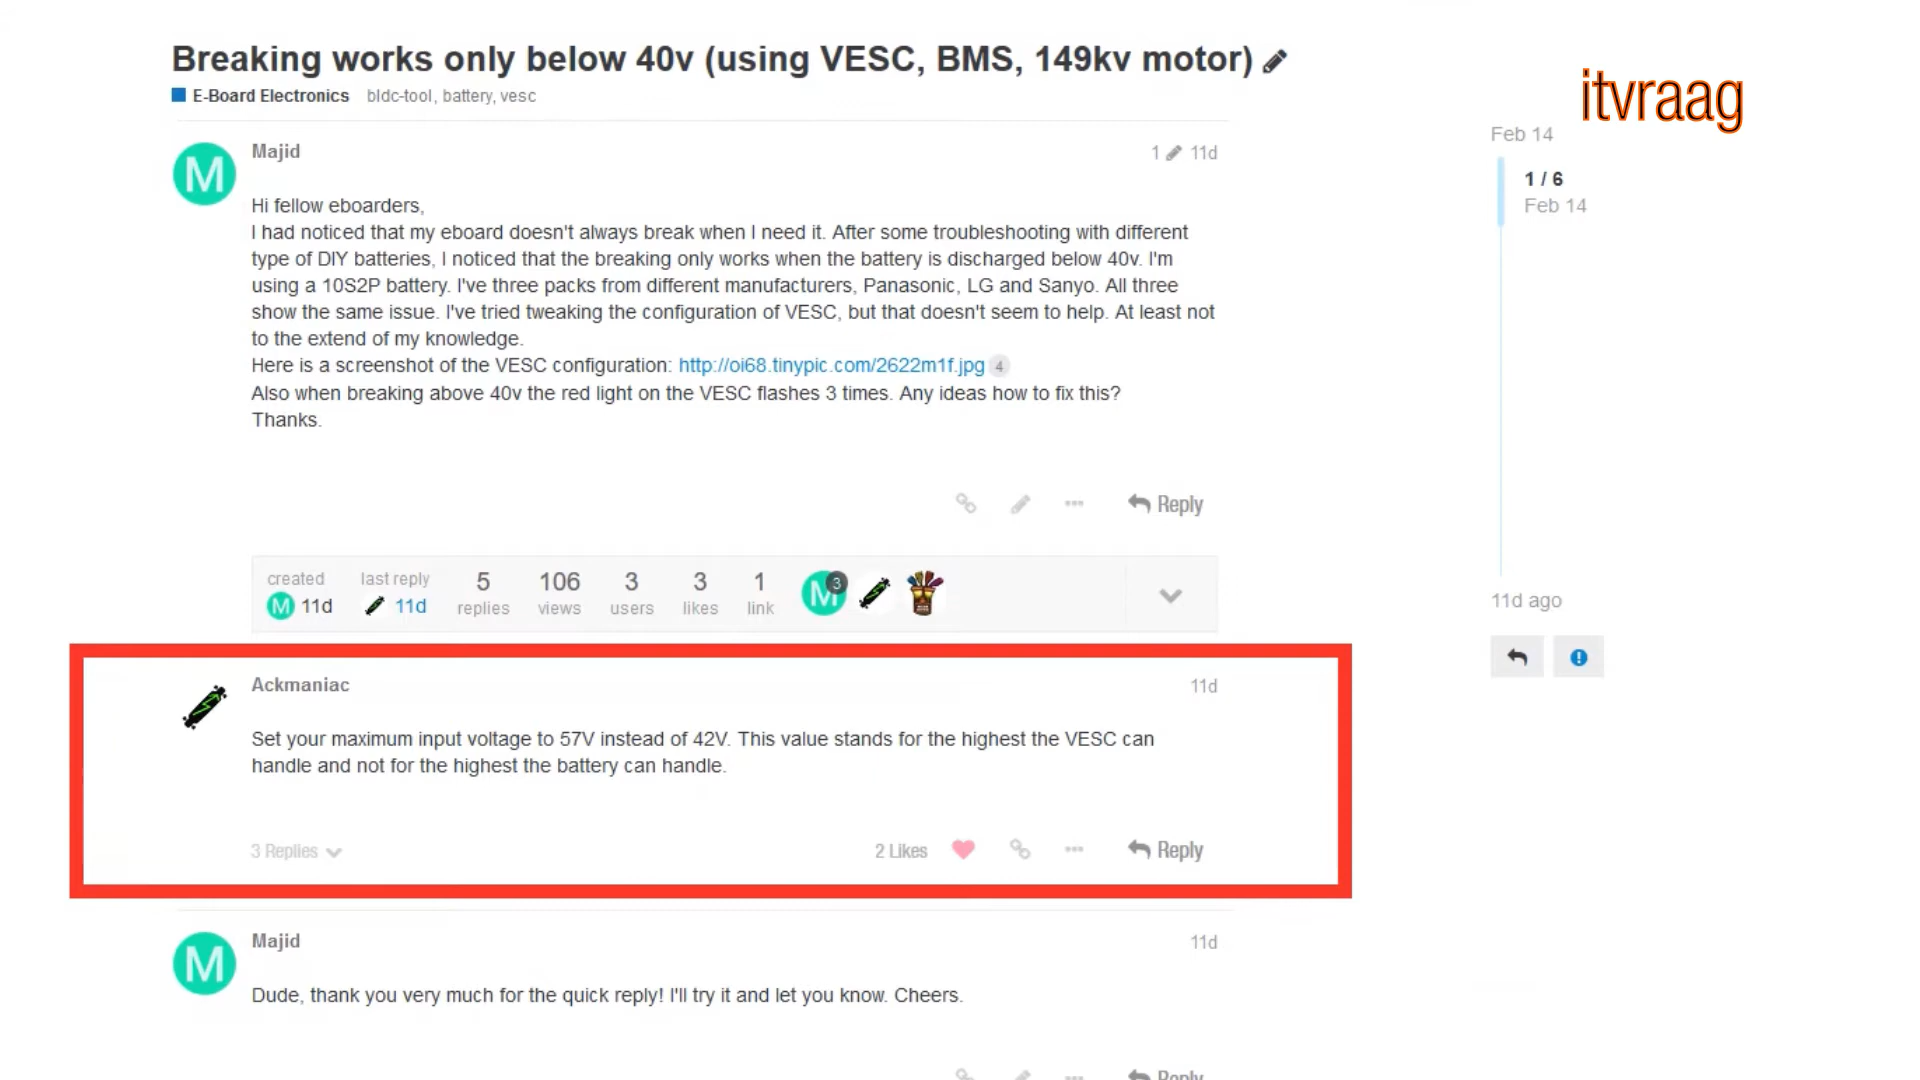 Breaking works only below 40v (using VESC, BMS, 149kv motor)
E-Board Electronics bldc-tool, battery, vesc
itvraag
Feb 14
1 / 6
Feb 14
M
Majid
1 11d
Hi fellow eboarders,
I had noticed that my eboard doesn't always break when I need it. After some troubleshooting with different
type of DIY batteries, I noticed that the breaking only works when the battery is discharged below 40v. I'm
using a 10S2P battery. I've three packs from different manufacturers, Panasonic, LG and Sanyo. All three
show the same issue. I've tried tweaking the configuration of VESC, but that doesn't seem to help. At least not
to the extend of my knowledge.
Here is a screenshot of the VESC configuration: http://oi68.tinypic.com/2622m1f.jpg 4
Also when breaking above 40v the red light on the VESC flashes 3 times. Any ideas how to fix this?
Thanks.
Reply
created last reply 5 106 3 3 1 M 3
M 11d 11d replies views users likes link
11d ago
Ackmaniac
11d
Set your maximum input voltage to 57V instead of 42V. This value stands for the highest the VESC can
handle and not for the highest the battery can handle.
3 Replies 2 Likes Reply
M
Majid
11d
Dude, thank you very much for the quick reply! I'll try it and let you know. Cheers.
Reply